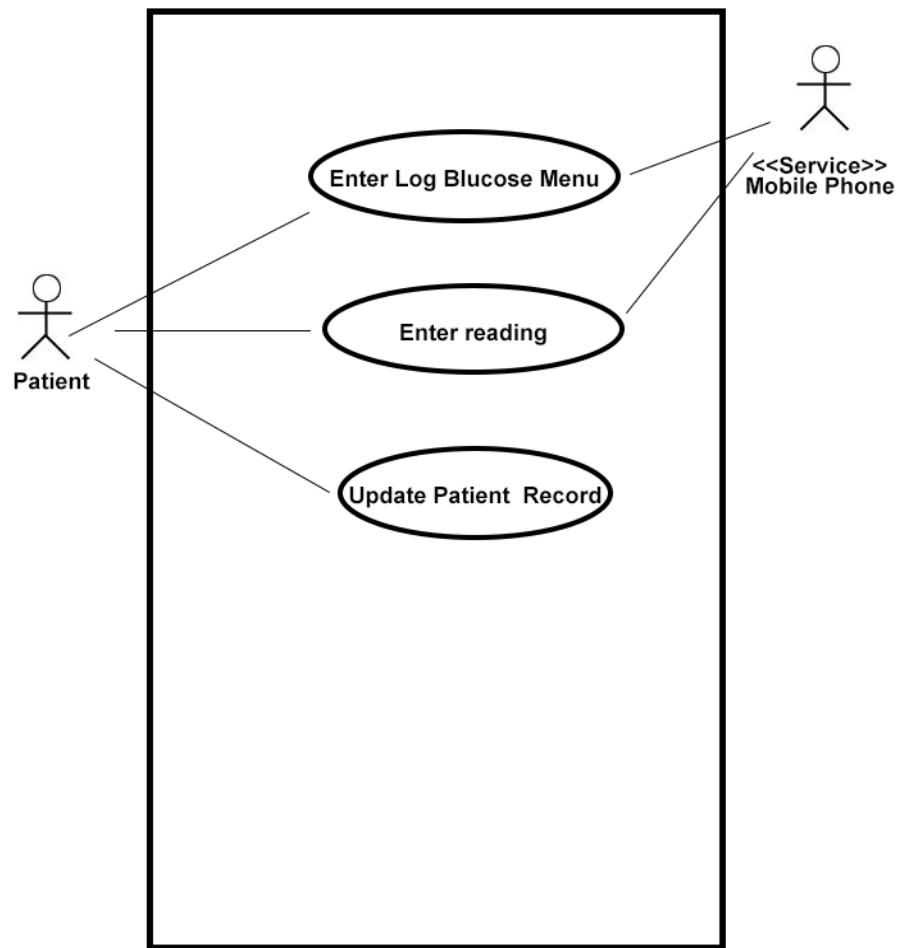 <<Service>>
Mobile Phone
Enter Log Blucose Menu
Enter reading
Patient
Update Patient Record